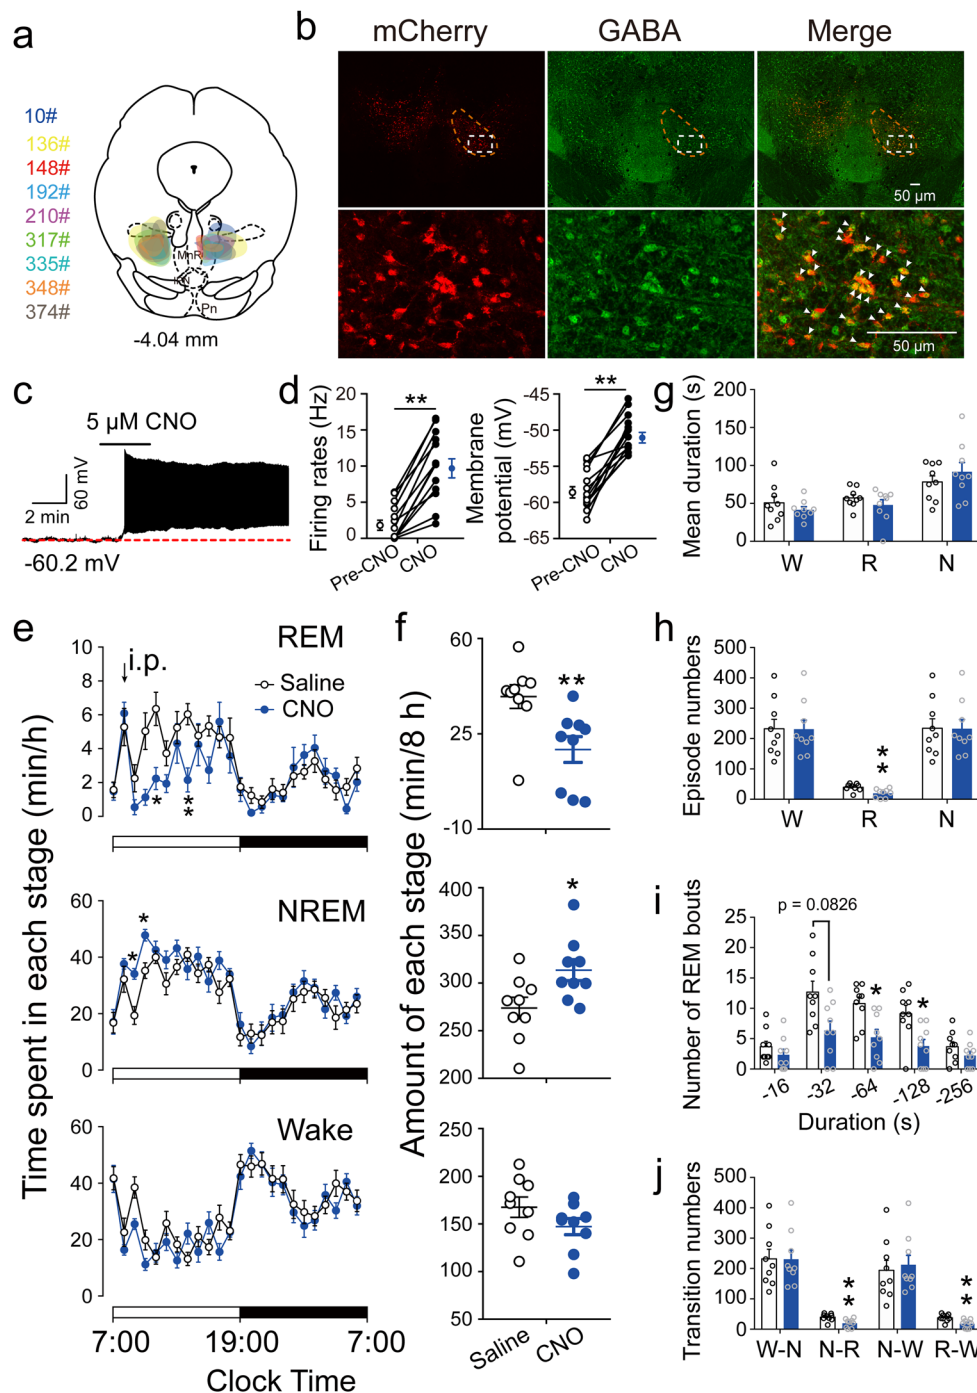 a
10#
136#
148#
192#
210#
317#
335#
348#
374#
MnR
Pn
-4.04 mm
b
mCherry
GABA
Merge
50 µm
50 µm
c
5 µM CNO
60 mV
2 min
-60.2 mV
d
Firing rates (Hz)
20
15
10
5
0
**
Pre-CNO
CNO
Membrane
potential (mV)
-45
-50
-55
-60
-65
**
Pre-CNO
CNO
g
Mean duration (s)
200
150
100
50
0
W
R
N
e
Time spent in each stage (min/h)
REM
i.p.
Saline
CNO
10
8
6
4
2
0
*
**
NREM
60
40
20
0
*
*
Wake
60
40
20
0
7:00
19:00
7:00
Clock Time
f
Amount of each stage (min/8 h)
60
25
-10
**
400
350
300
250
200
*
250
200
150
100
50
Saline
CNO
h
Episode numbers
500
400
300
200
100
0
**
W
R
N
i
Number of REM bouts
p = 0.0826
25
20
15
10
5
0
*
*
-16
-32
-64
-128
-256
Duration (s)
j
Transition numbers
500
400
300
200
100
0
**
**
W-N
N-R
N-W
R-W